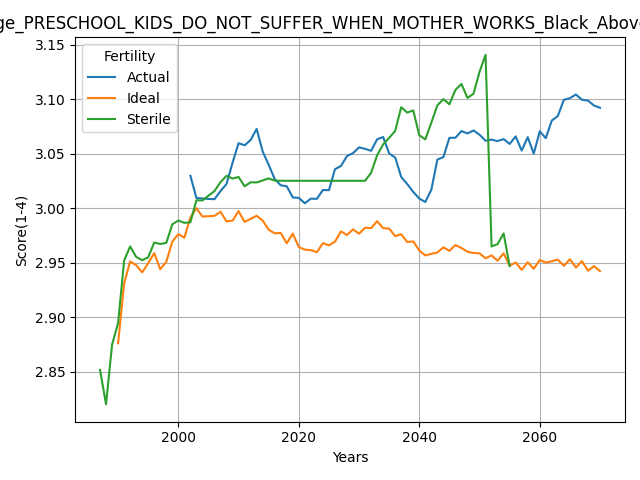 ge_PRESCHOOL_KIDS_DO_NOT_SUFFER_WHEN_MOTHER_WORKS_Black_Above
Fertility
Actual
Ideal
Sterile
3.15
3.10
3.05
3.00
2.95
2.90
2.85
Score(1-4)
2000 2020 2040 2060
Years